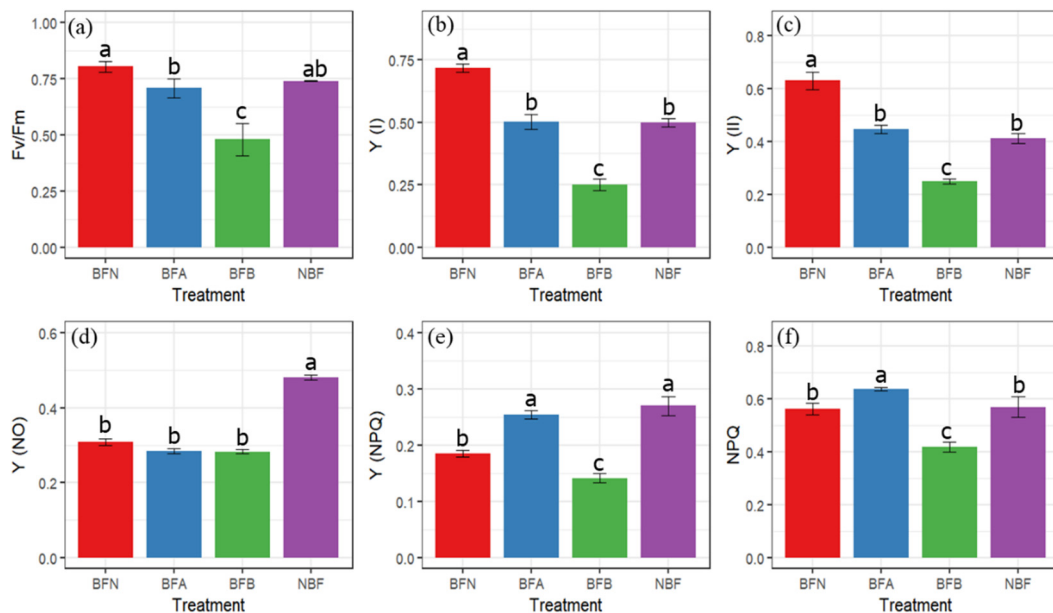 (a)
1.00
0.75
0.50
0.25
0.00
Fv/Fm
a
b
c
ab
BFN BFA BFB NBF
Treatment
(b)
0.75
0.50
0.25
0.00
Y (I)
a
b
c
b
BFN BFA BFB NBF
Treatment
(c)
0.8
0.6
0.4
0.2
0.0
Y (II)
a
b
c
b
BFN BFA BFB NBF
Treatment
(d)
0.6
0.4
0.2
0.0
Y (NO)
b
b
b
a
BFN BFA BFB NBF
Treatment
(e)
0.4
0.3
0.2
0.1
0.0
Y (NPQ)
b
a
c
a
BFN BFA BFB NBF
Treatment
(f)
0.8
0.6
0.4
0.2
0.0
NPQ
b
a
c
b
BFN BFA BFB NBF
Treatment